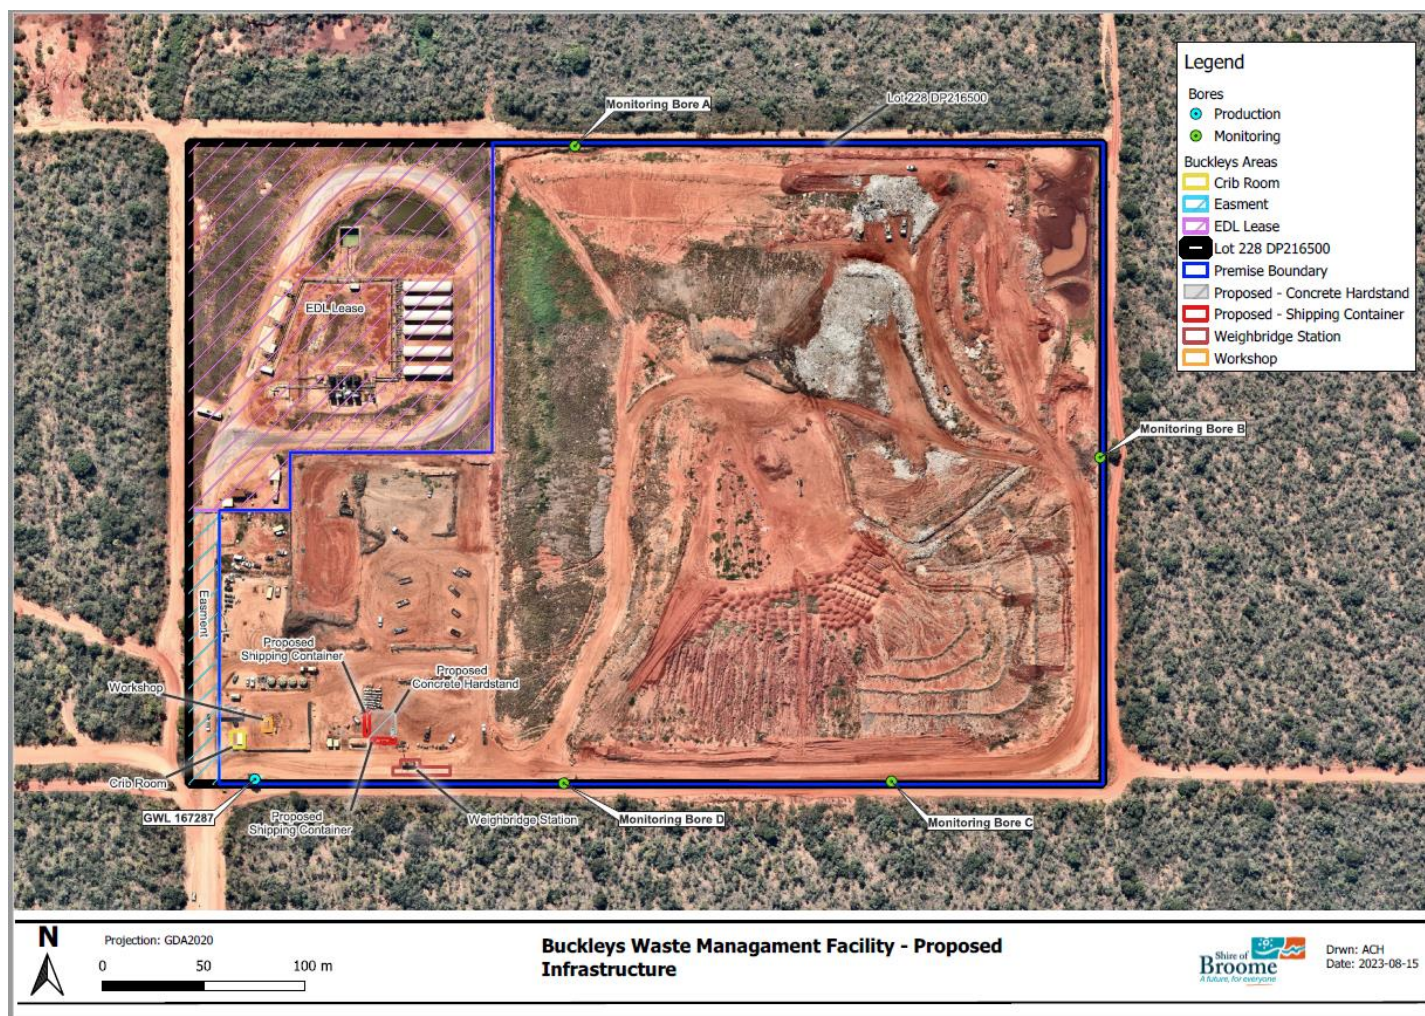 Monitoring Bore A
Lot 228 DP216500
Legend
Bores
Production
Monitoring
Buckleys Areas
Crib Room
Easment
EDL Lease
Lot 228 DP216500
Premise Boundary
Proposed - Concrete Hardstand
Proposed - Shipping Container
Weighbridge Station
Workshop
EDL Lease
Monitoring Bore B
Easment
Proposed
Shipping Container
Proposed
Concrete Hardstand
Workshop
Crib Room
GWL 167287
Proposed
Shipping Container
Weighbridge Station
Monitoring Bore D
Monitoring Bore C
N
Projection: GDA2020
0 50 100 m
Buckleys Waste Managament Facility - Proposed
Infrastructure
Shire of
Broome
A future, for everyone
Drwn: ACH
Date: 2023-08-15